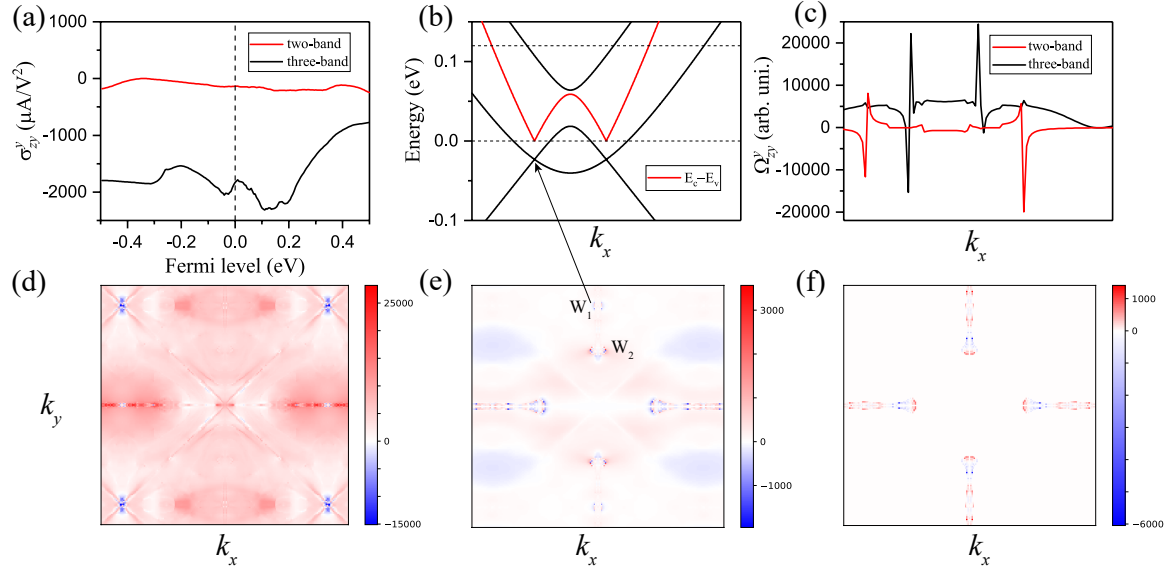 (a)
1000
0
-1000
-2000
σ^y_zy (μA/V²)
two-band
three-band
-0.4
-0.2
0.0
0.2
0.4
Fermi level (eV)
(b)
0.1
0.0
-0.1
Energy (eV)
E_c−E_v
k_x
(c)
20000
10000
0
-10000
-20000
Ω^y_zy (arb. uni.)
two-band
three-band
k_x
(d)
25000
0
-15000
k_y
k_x
(e)
W_1
W_2
3000
0
−1000
k_x
(f)
1000
0
−6000
k_x